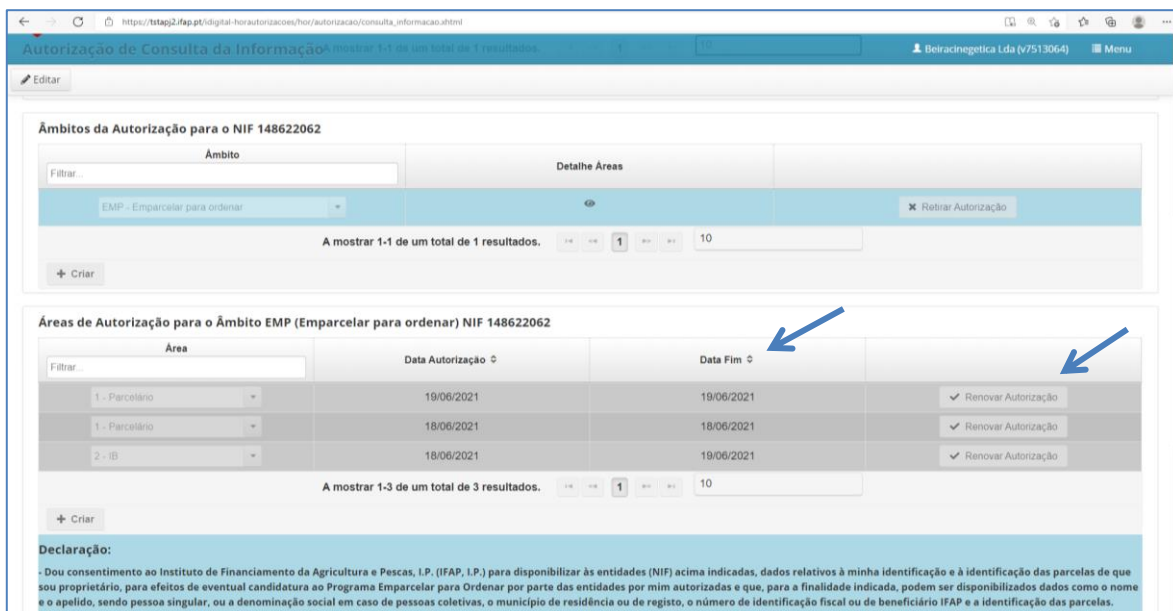 https://tstapj2.ifap.pt/idigital-horautorizacoes/hor/autorizacao/consulta_informacao.xhtml
Autorização de Consulta da Informação A mostrar 1-1 de um total de 1 resultados. 1 10 Beiracinegetica Lda (v7513064) Menu
Editar
Âmbitos da Autorização para o NIF 148622062
Âmbito Detalhe Áreas
Filtrar...
EMP - Emparcelar para ordenar Retirar Autorização
A mostrar 1-1 de um total de 1 resultados. 1 10
+ Criar
Áreas de Autorização para o Âmbito EMP (Emparcelar para ordenar) NIF 148622062
Área Data Autorização Data Fim
Filtrar...
1 - Parcelário 19/06/2021 19/06/2021 Renovar Autorização
1 - Parcelário 18/06/2021 18/06/2021 Renovar Autorização
2 - IB 18/06/2021 19/06/2021 Renovar Autorização
A mostrar 1-3 de um total de 3 resultados. 1 10
+ Criar
Declaração:
- Dou consentimento ao Instituto de Financiamento da Agricultura e Pescas, I.P. (IFAP, I.P.) para disponibilizar às entidades (NIF) acima indicadas, dados relativos à minha identificação e à identificação das parcelas de que
sou proprietário, para efeitos de eventual candidatura ao Programa Emparcelar para Ordenar por parte das entidades por mim autorizadas e que, para a finalidade indicada, podem ser disponibilizados dados como o nome
e o apelido, sendo pessoa singular, ou a denominação social em caso de pessoas coletivas, o município de residência ou de registo, o número de identificação fiscal ou de beneficiário IFAP e a identificação das parcelas.